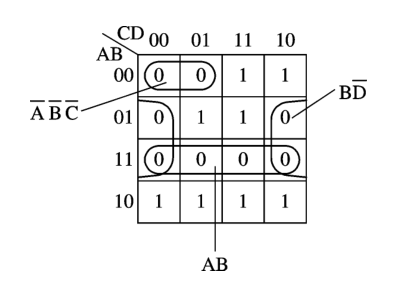 CD
AB
00 01 11 10
00 0 0 1 1
A̅ B̅ C̅
01 0 1 1 0
BD̅
11 0 0 0 0
10 1 1 1 1
AB